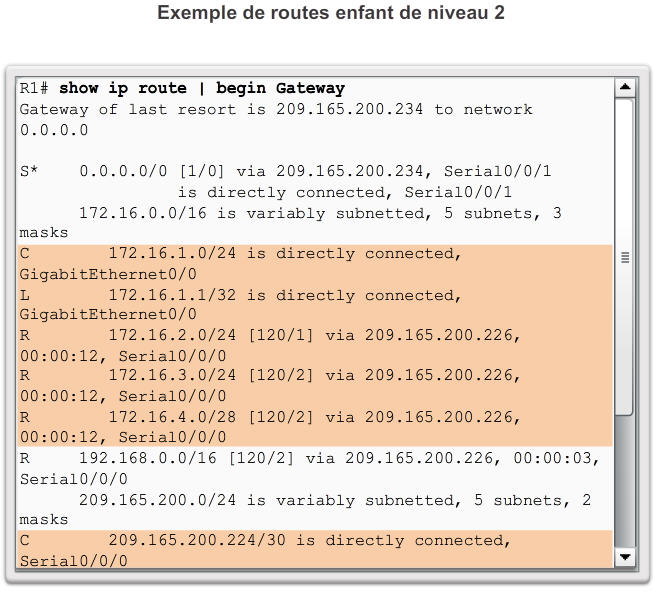 Exemple de routes enfant de niveau 2
R1# show ip route | begin Gateway
Gateway of last resort is 209.165.200.234 to network
0.0.0.0
S*    0.0.0.0/0 [1/0] via 209.165.200.234, Serial0/0/1
                is directly connected, Serial0/0/1
      172.16.0.0/16 is variably subnetted, 5 subnets, 3
masks
C        172.16.1.0/24 is directly connected,
GigabitEthernet0/0
L        172.16.1.1/32 is directly connected,
GigabitEthernet0/0
R        172.16.2.0/24 [120/1] via 209.165.200.226,
00:00:12, Serial0/0/0
R        172.16.3.0/24 [120/2] via 209.165.200.226,
00:00:12, Serial0/0/0
R        172.16.4.0/28 [120/2] via 209.165.200.226,
00:00:12, Serial0/0/0
R     192.168.0.0/16 [120/2] via 209.165.200.226, 00:00:03,
Serial0/0/0
      209.165.200.0/24 is variably subnetted, 5 subnets, 2
masks
C        209.165.200.224/30 is directly connected,
Serial0/0/0